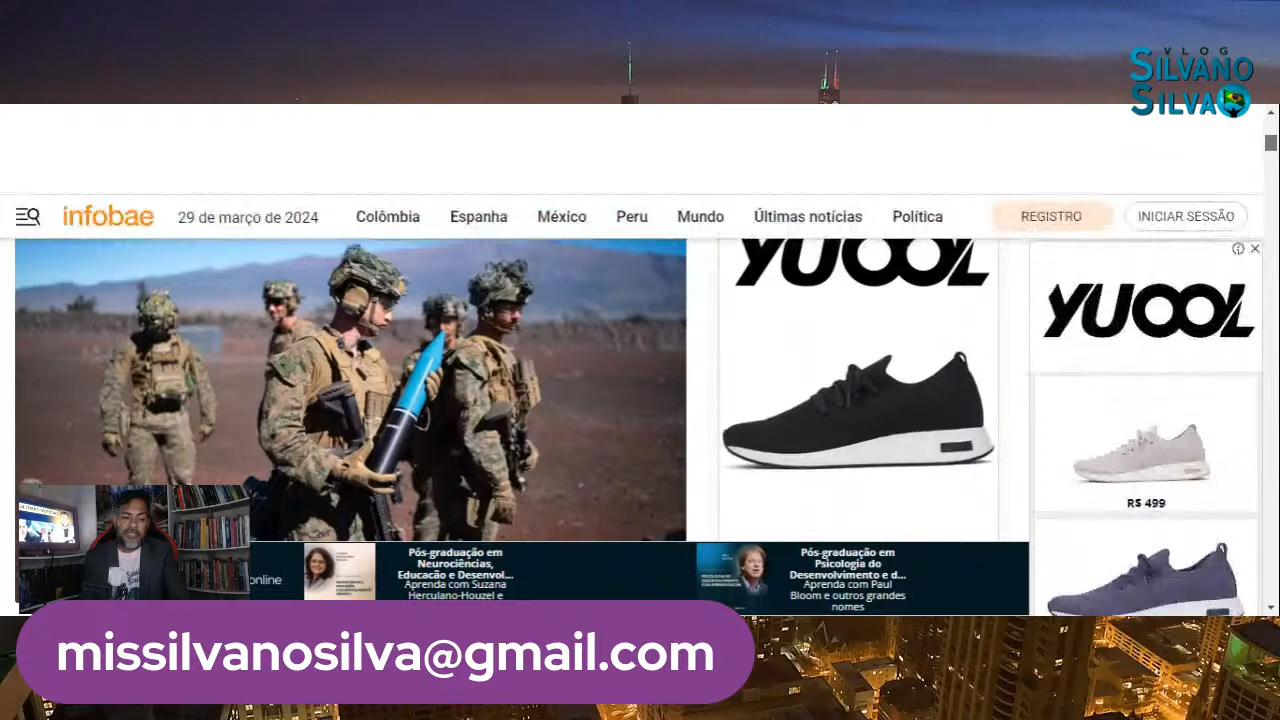 VLOG
SILVANO
SILVA
infobae
29 de março de 2024
Colômbia
Espanha
México
Peru
Mundo
Últimas notícias
Política
REGISTRO
INICIAR SESSÃO
YUOOL
YUOOL
R$ 499
online
Pós-graduação em
Neurociências,
Educação e Desenvol...
Aprenda com Suzana
Herculano-Houzel e
Pós-graduação em
Psicologia do
Desenvolvimento e d...
Aprenda com Paul
Bloom e outros grandes
nomes
missilvanosilva@gmail.com